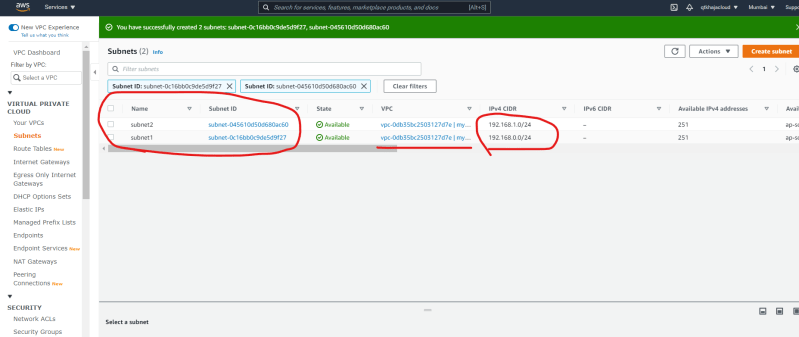 aws Services Search for services, features, marketplace products, and docs [Alt+S] qtkhajacloud Mumbai Suppo
New VPC Experience
Tell us what you think
You have successfully created 2 subnets: subnet-0c16bb0c9de5d9f27, subnet-045610d50d680ac60
VPC Dashboard
Filter by VPC:
Select a VPC
VIRTUAL PRIVATE
CLOUD
Your VPCs
Subnets
Route Tables New
Internet Gateways
Egress Only Internet
Gateways
DHCP Options Sets
Elastic IPs
Managed Prefix Lists
Endpoints
Endpoint Services New
NAT Gateways
Peering
Connections New
SECURITY
Network ACLs
Security Groups
Subnets (2) Info
Actions
Create subnet
Filter subnets
1
Subnet ID: subnet-0c16bb0c9de5d9f27
Subnet ID: subnet-045610d50d680ac60
Clear filters
Name Subnet ID State VPC IPv4 CIDR IPv6 CIDR Available IPv4 addresses Availa
subnet2 subnet-045610d50d680ac60 Available vpc-0db35bc2503127d7e | my... 192.168.1.0/24 – 251 ap-so
subnet1 subnet-0c16bb0c9de5d9f27 Available vpc-0db35bc2503127d7e | my... 192.168.0.0/24 – 251 ap-so
Select a subnet